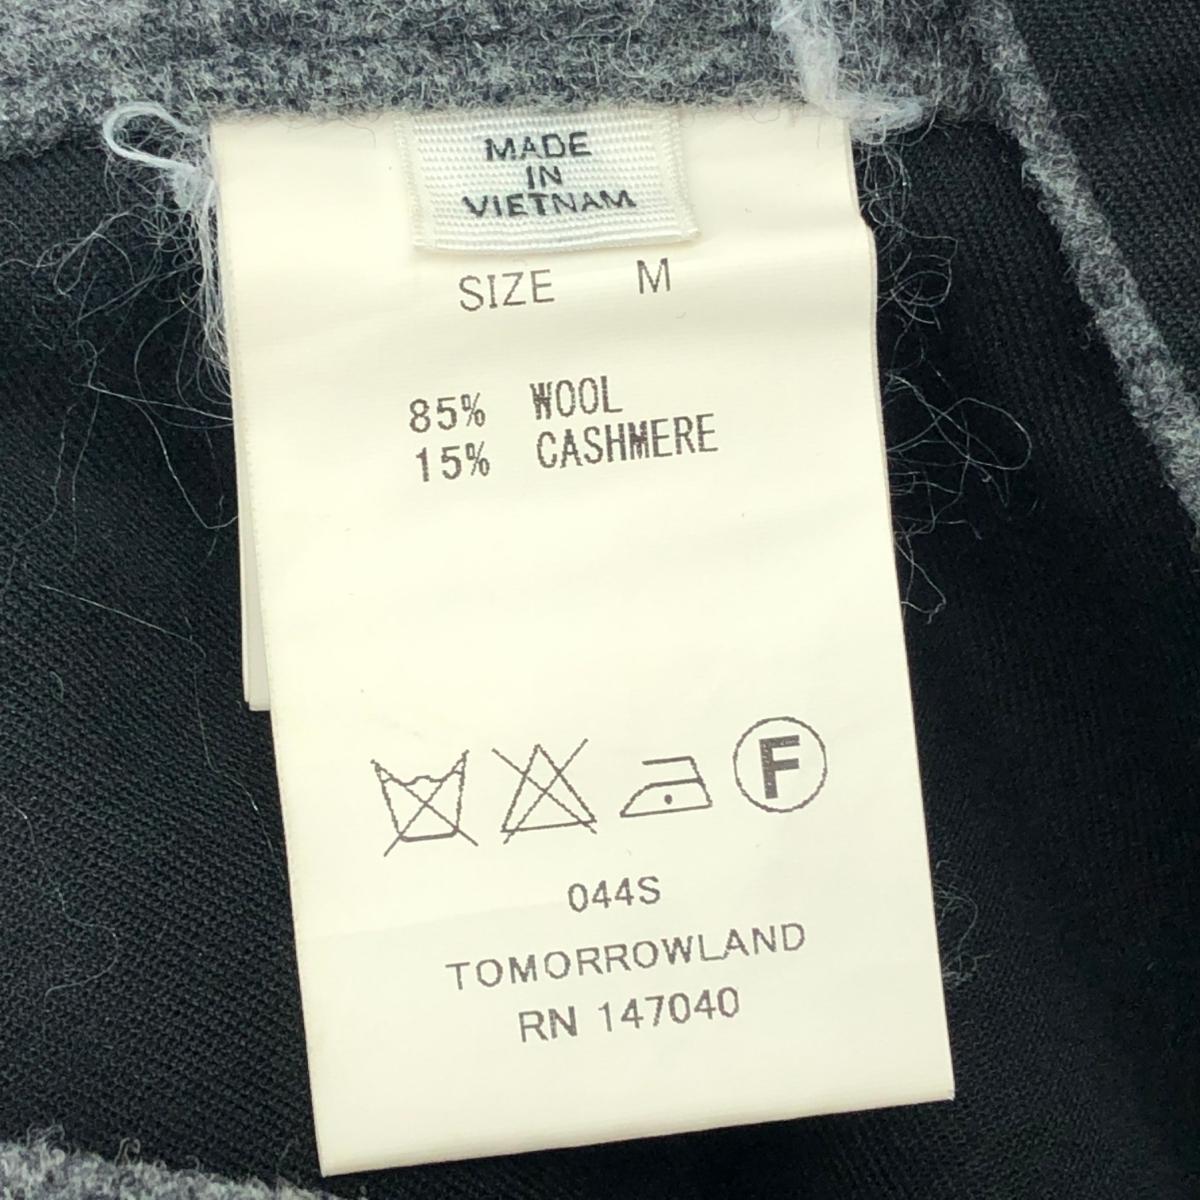 MADE
IN
VIETNAM
SIZE M
85% WOOL
15% CASHMERE
F
044S
TOMORROWLAND
RN 147040